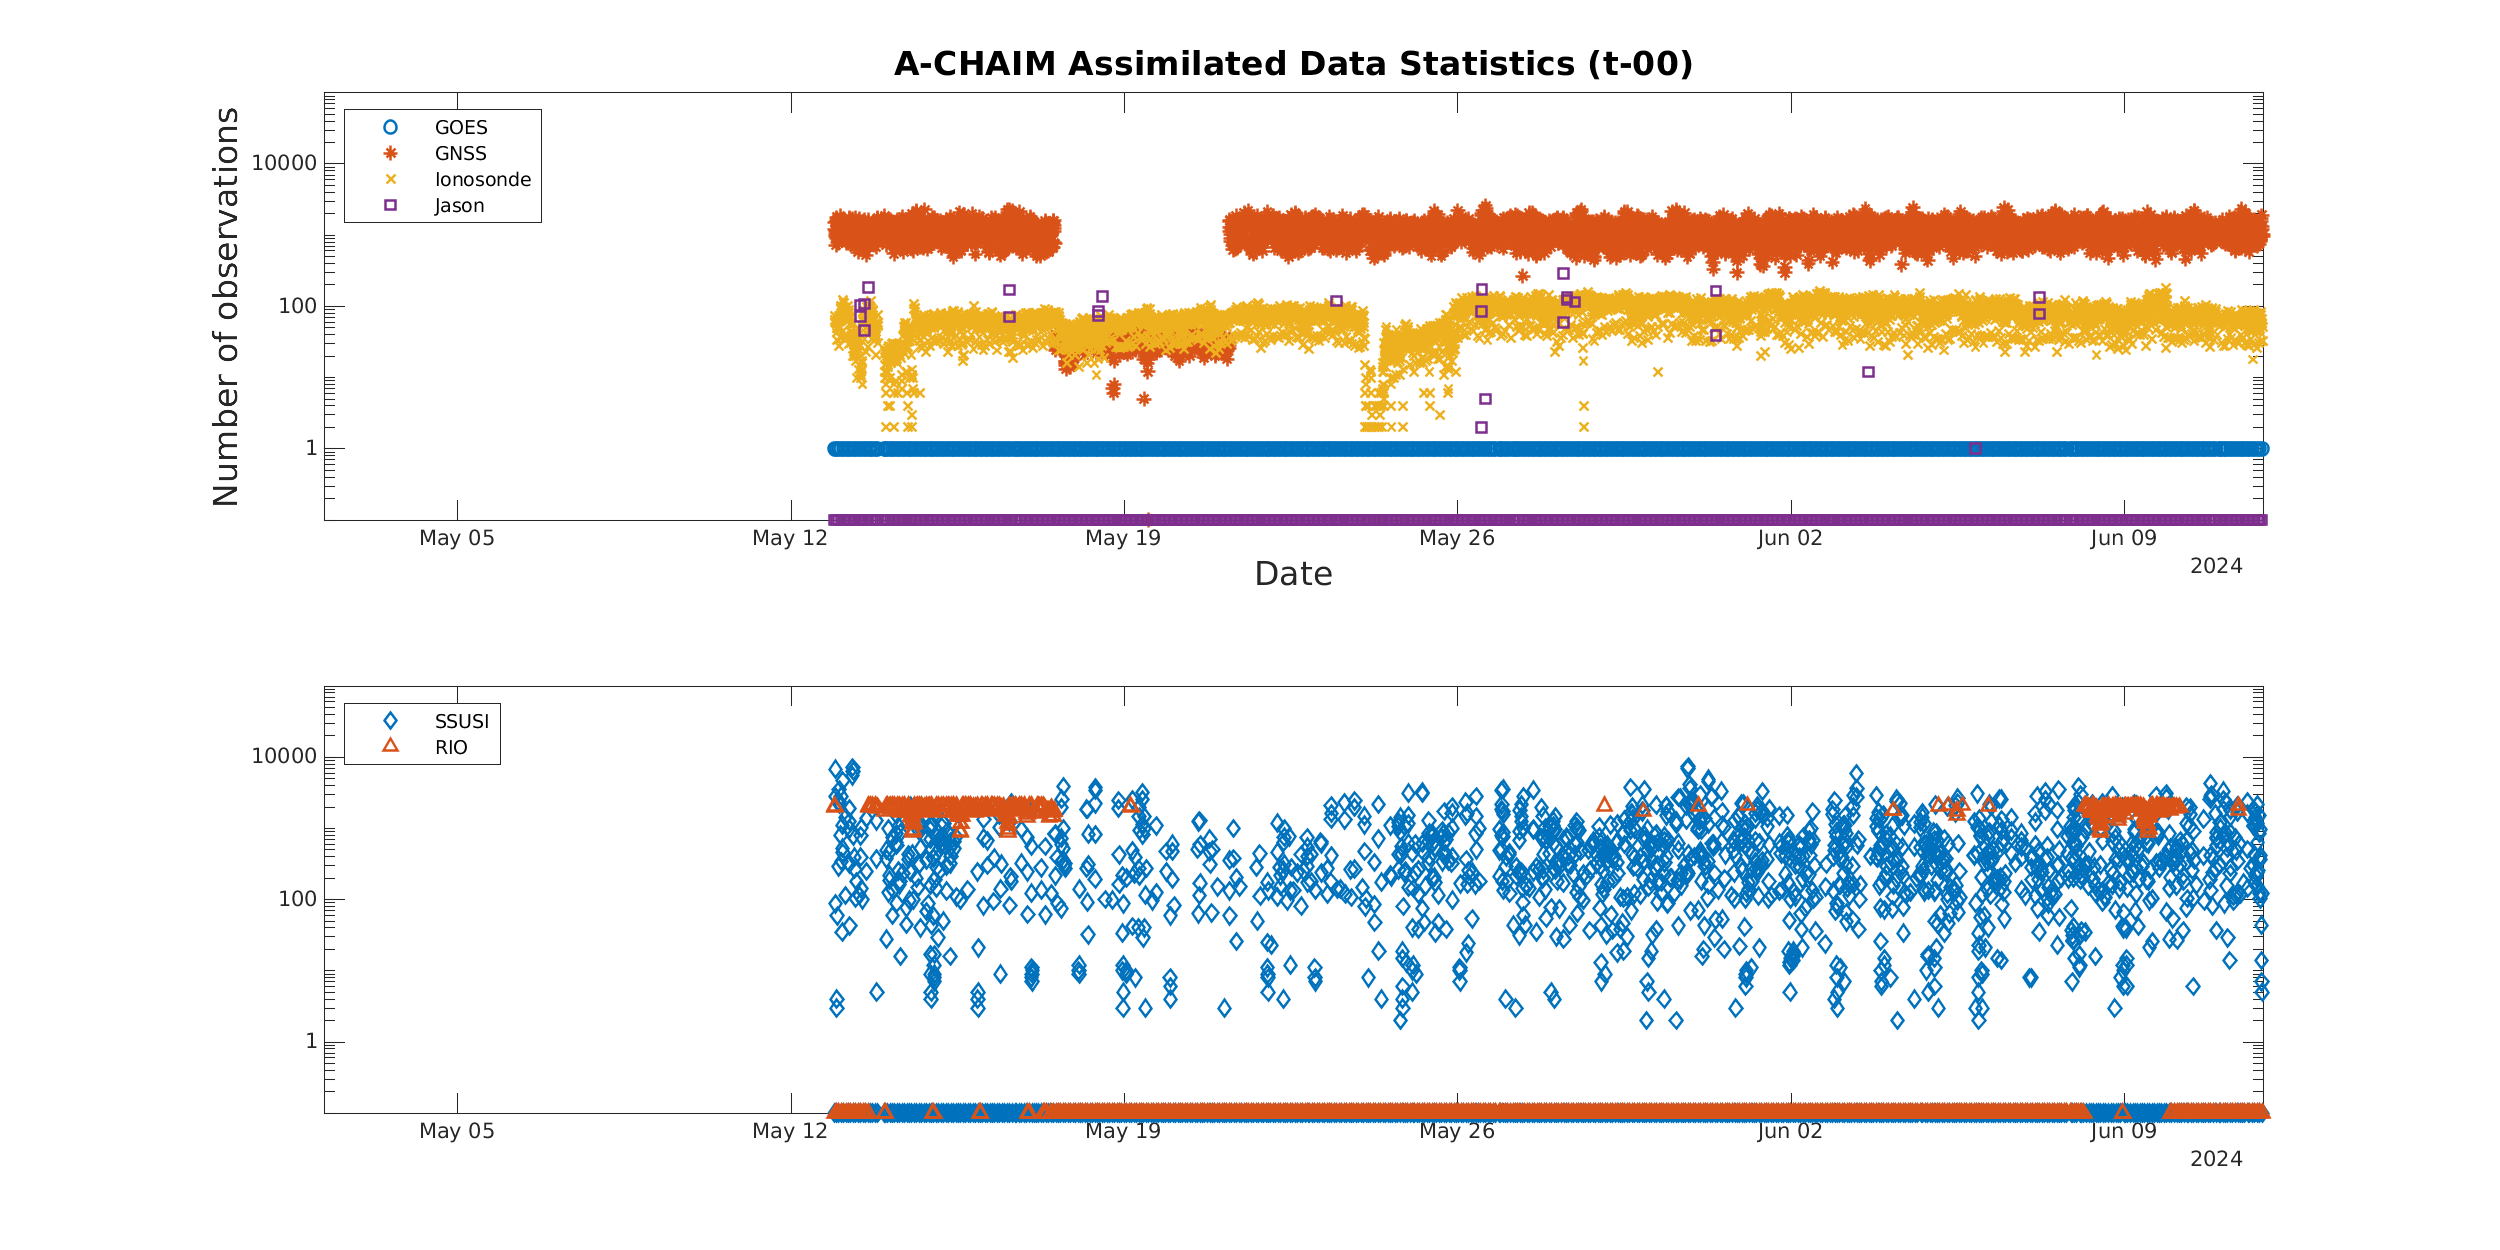 A-CHAIM Assimilated Data Statistics (t-00)
Number of observations
GOES
GNSS
Ionosonde
Jason
10000
100
1
May 05
May 12
May 19
May 26
Jun 02
Jun 09
2024
Date
SSUSI
RIO
10000
100
1
May 05
May 12
May 19
May 26
Jun 02
Jun 09
2024